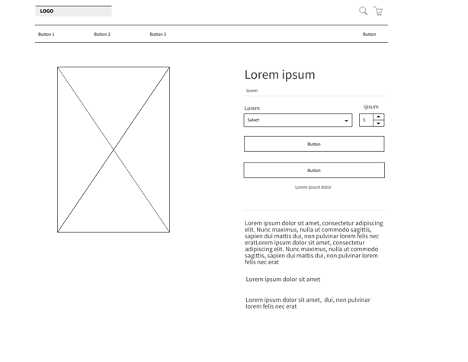 LOGO
Button 1 Button 2 Button 3 Button
Lorem ipsum
lorem
Lorem ipsum
Select 5
Button
Button
Lorem ipsum dolor
Lorem ipsum dolor sit amet, consectetur adipiscing
elit. Nunc maximus, nulla ut commodo sagittis,
sapien dui mattis dui, non pulvinar lorem felis nec
eratLorem ipsum dolor sit amet, consectetur
adipiscing elit. Nunc maximus, nulla ut commodo
sagittis, sapien dui mattis dui, non pulvinar lorem
felis nec erat
Lorem ipsum dolor sit amet
Lorem ipsum dolor sit amet, dui, non pulvinar
lorem felis nec erat